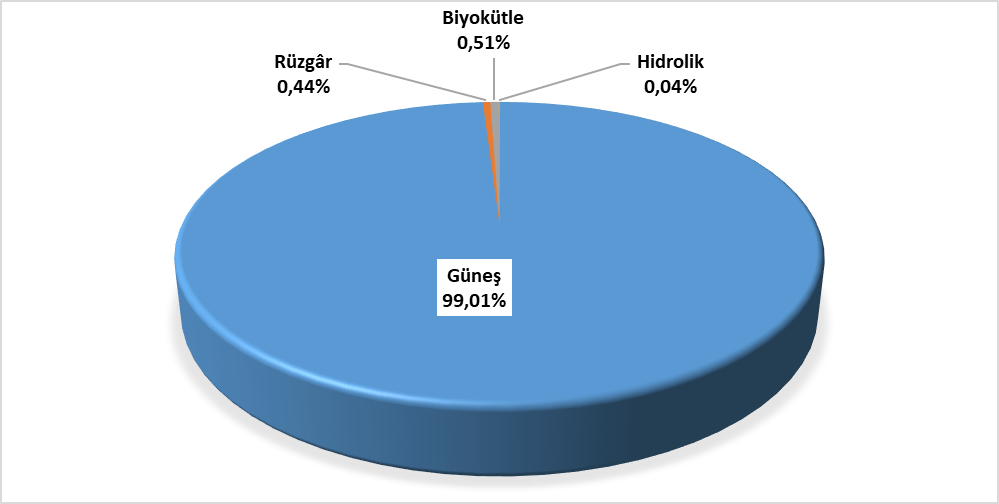 Biyokütle
0,51%
Rüzgâr
0,44%
Hidrolik
0,04%
Güneş
99,01%